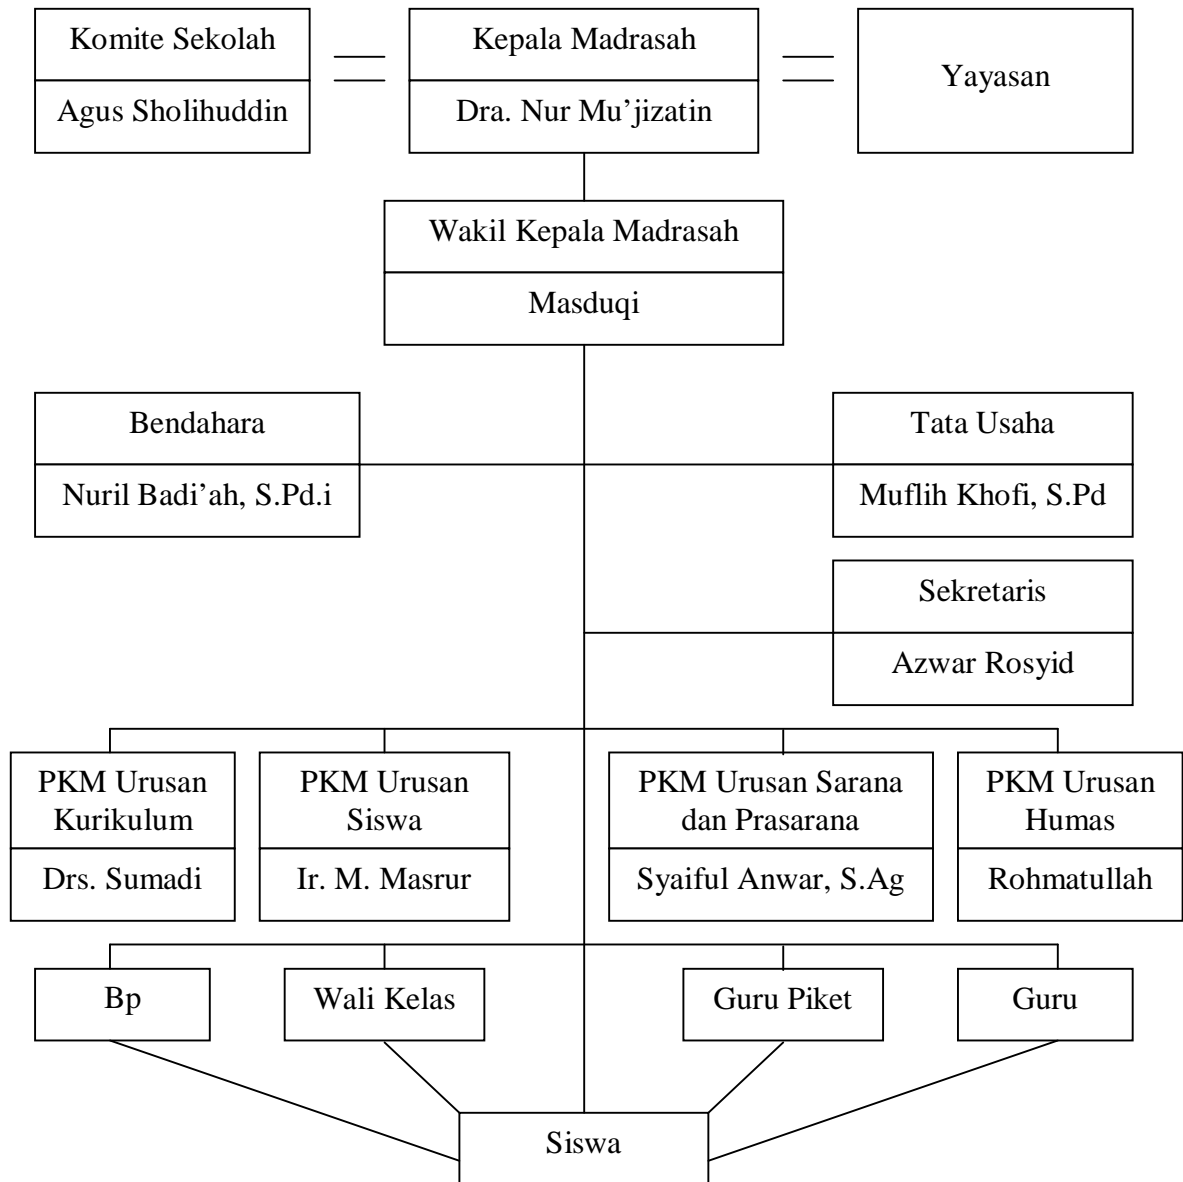 Komite Sekolah
Agus Sholihuddin
Kepala Madrasah
Dra. Nur Mu’jizatin
Yayasan
Wakil Kepala Madrasah
Masduqi
Bendahara
Nuril Badi’ah, S.Pd.i
Tata Usaha
Muflih Khofi, S.Pd
Sekretaris
Azwar Rosyid
PKM Urusan
Kurikulum
Drs. Sumadi
PKM Urusan
Siswa
Ir. M. Masrur
PKM Urusan Sarana
dan Prasarana
Syaiful Anwar, S.Ag
PKM Urusan
Humas
Rohmatullah
Bp
Wali Kelas
Guru Piket
Guru
Siswa